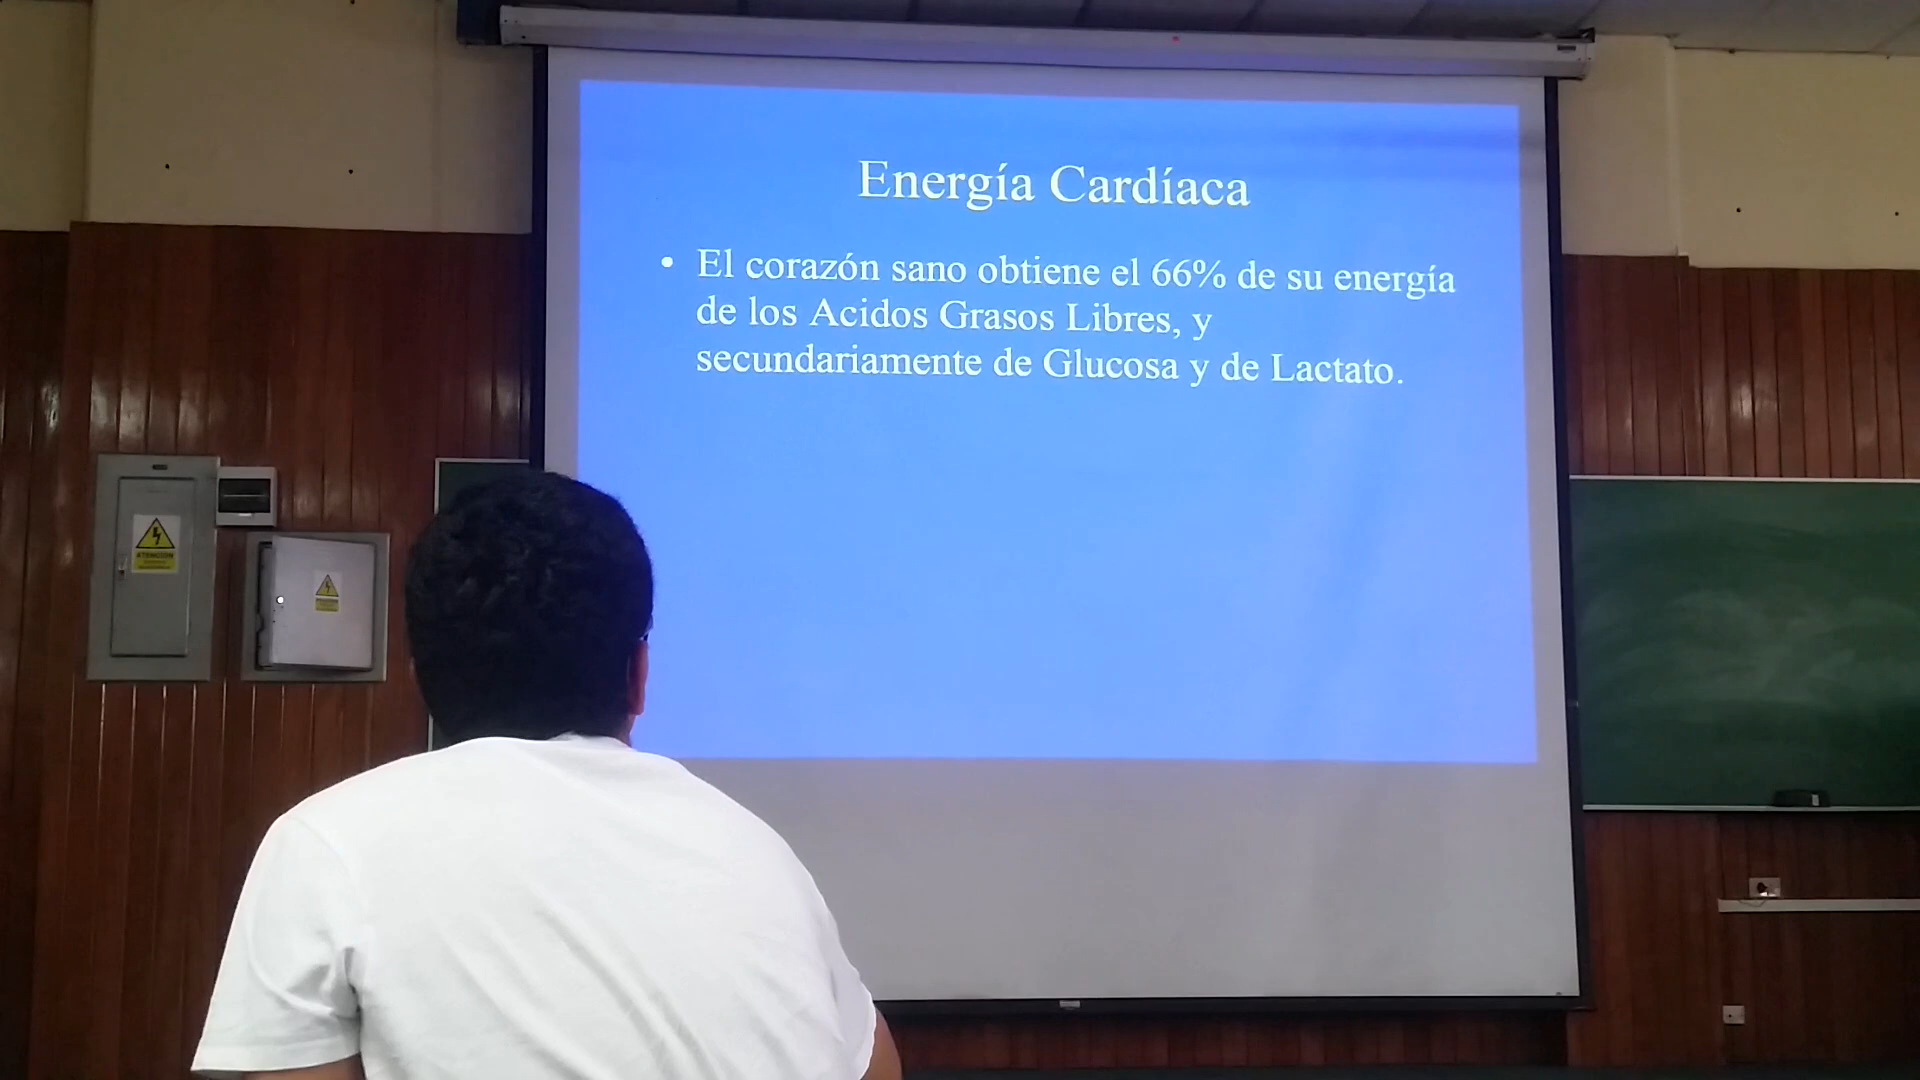 Energía Cardíaca
• El corazón sano obtiene el 66% de su energía
de los Acidos Grasos Libres, y
secundariamente de Glucosa y de Lactato.
ATENCION